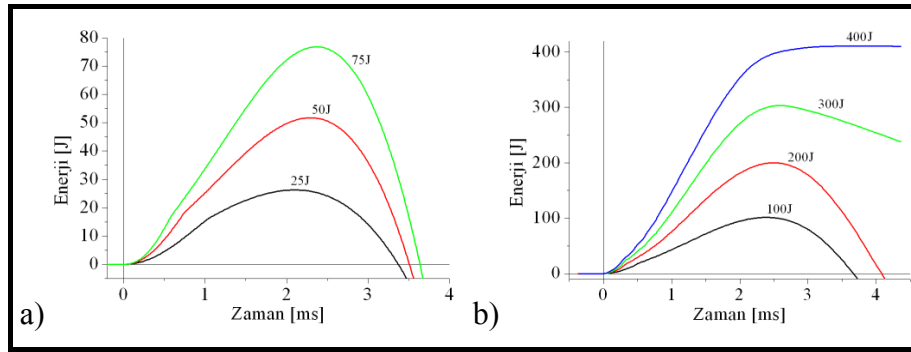 80
70
60
50
40
30
20
10
0
Enerji [J]
75J
50J
25J
0 1 2 3 4
Zaman [ms]
a)
400
300
200
100
0
Enerji [J]
400J
300J
200J
100J
0 1 2 3 4
Zaman [ms]
b)